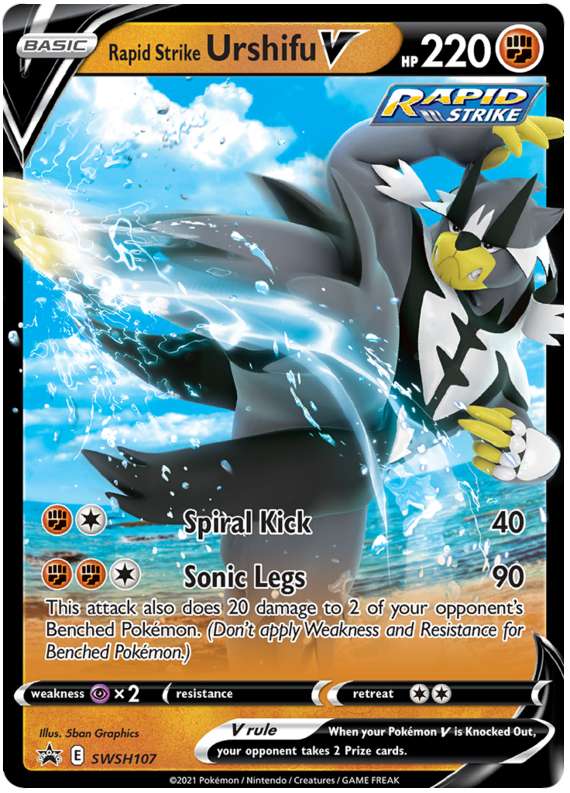 BASIC
Rapid Strike Urshifu V HP 220
RAPID
STRIKE
Spiral Kick 40
Sonic Legs 90
This attack also does 20 damage to 2 of your opponent's
Benched Pokémon. (Don't apply Weakness and Resistance for
Benched Pokémon.)
weakness ×2 resistance retreat
Illus. 5ban Graphics
V rule When your Pokémon V is Knocked Out,
your opponent takes 2 Prize cards.
PROMO E SWSH107
©2021 Pokémon / Nintendo / Creatures / GAME FREAK